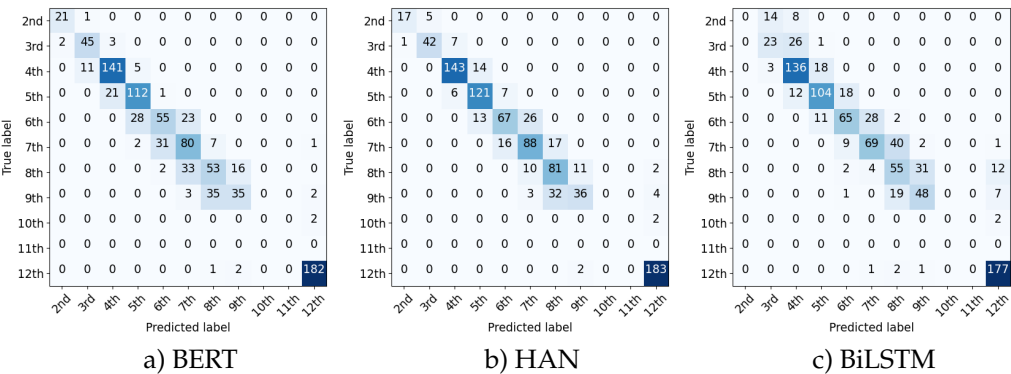 True label
2nd 21 1 0 0 0 0 0 0 0 0 0
3rd 2 45 3 0 0 0 0 0 0 0 0
4th 0 11 141 5 0 0 0 0 0 0 0
5th 0 0 21 112 1 0 0 0 0 0 0
6th 0 0 0 28 55 23 0 0 0 0 0
7th 0 0 0 2 31 80 7 0 0 0 1
8th 0 0 0 0 2 33 53 16 0 0 2
9th 0 0 0 0 0 3 35 35 0 0 2
10th 0 0 0 0 0 0 0 0 0 0 2
11th 0 0 0 0 0 0 0 0 0 0 0
12th 0 0 0 0 0 0 1 2 0 0 182
2nd 3rd 4th 5th 6th 7th 8th 9th 10th 11th 12th
Predicted label
a) BERT
True label
2nd 17 5 0 0 0 0 0 0 0 0 0
3rd 1 42 7 0 0 0 0 0 0 0 0
4th 0 0 143 14 0 0 0 0 0 0 0
5th 0 0 6 121 7 0 0 0 0 0 0
6th 0 0 0 13 67 26 0 0 0 0 0
7th 0 0 0 0 16 88 17 0 0 0 0
8th 0 0 0 0 0 10 81 11 0 0 2
9th 0 0 0 0 0 3 32 36 0 0 4
10th 0 0 0 0 0 0 0 0 0 0 2
11th 0 0 0 0 0 0 0 0 0 0 0
12th 0 0 0 0 0 0 0 2 0 0 183
2nd 3rd 4th 5th 6th 7th 8th 9th 10th 11th 12th
Predicted label
b) HAN
True label
2nd 0 14 8 0 0 0 0 0 0 0 0
3rd 0 23 26 1 0 0 0 0 0 0 0
4th 0 3 136 18 0 0 0 0 0 0 0
5th 0 0 12 104 18 0 0 0 0 0 0
6th 0 0 0 11 65 28 2 0 0 0 0
7th 0 0 0 0 9 69 40 2 0 0 1
8th 0 0 0 0 2 4 55 31 0 0 12
9th 0 0 0 0 1 0 19 48 0 0 7
10th 0 0 0 0 0 0 0 0 0 0 2
11th 0 0 0 0 0 0 0 0 0 0 0
12th 0 0 0 0 0 1 2 1 0 0 177
2nd 3rd 4th 5th 6th 7th 8th 9th 10th 11th 12th
Predicted label
c) BiLSTM